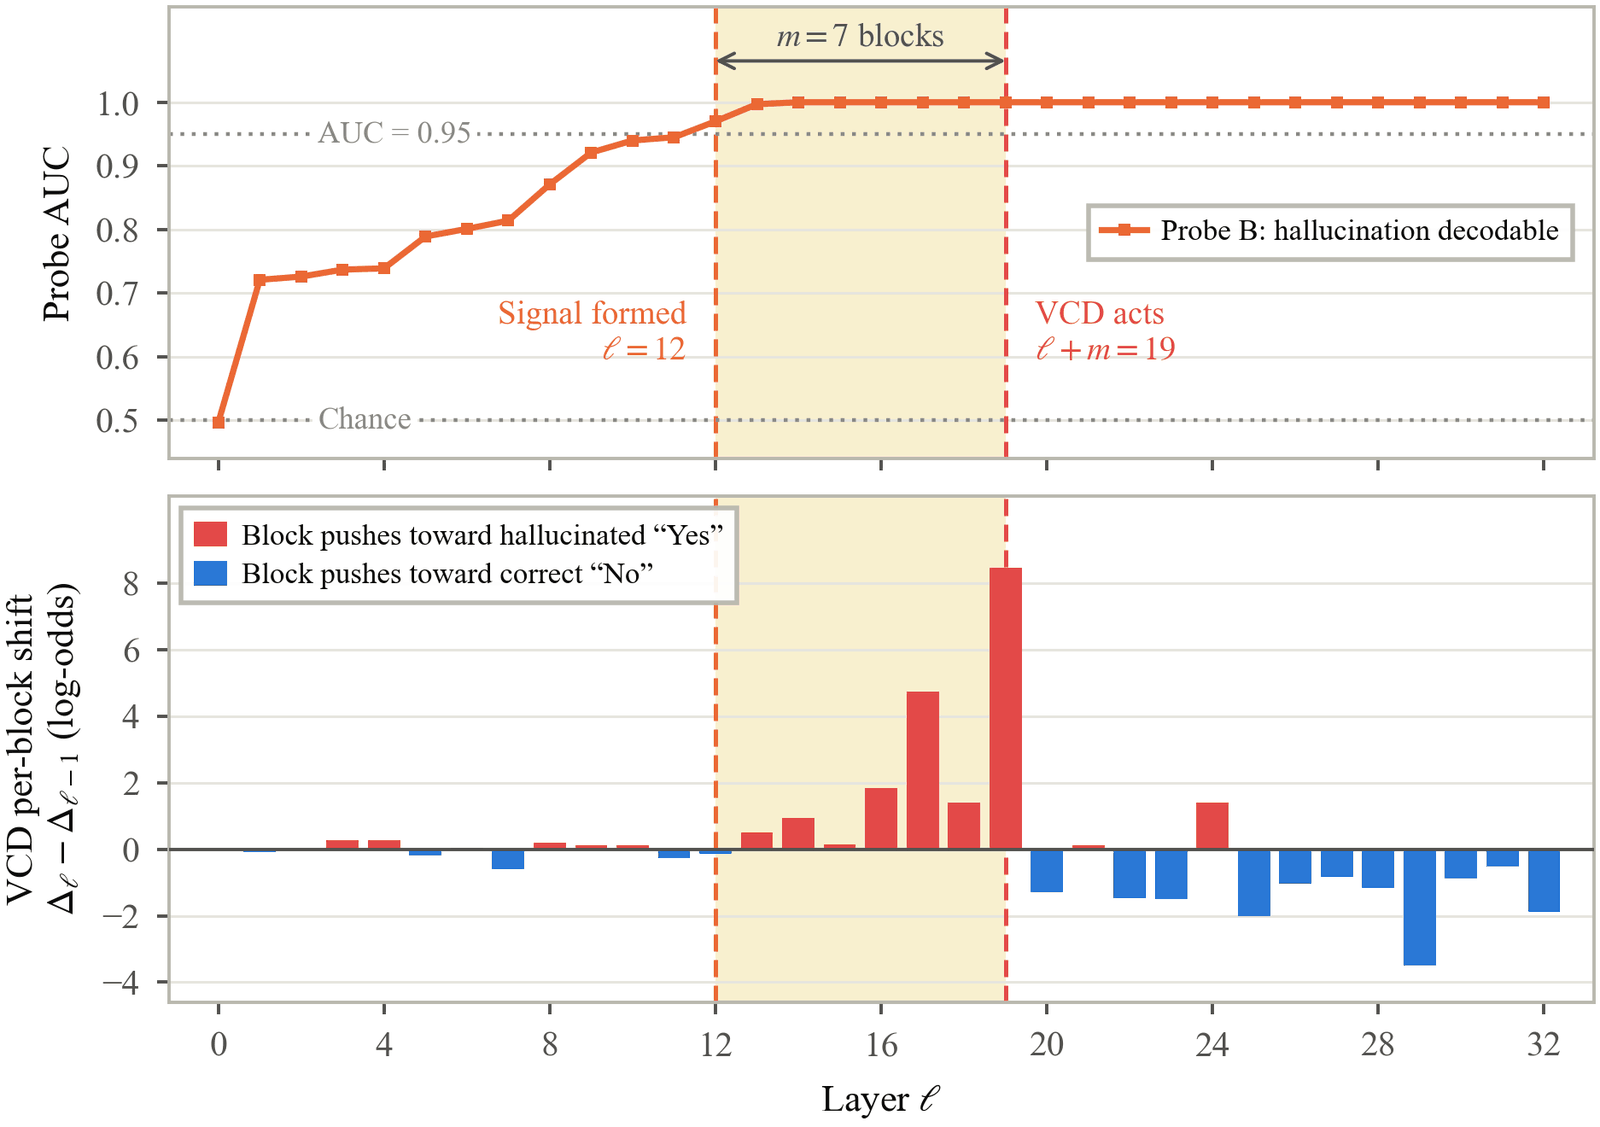 m = 7 blocks
1.0
AUC = 0.95
0.9
0.8
0.7
0.6
0.5
Probe AUC
Probe B: hallucination decodable
Signal formed
ℓ = 12
VCD acts
ℓ + m = 19
Chance
Block pushes toward hallucinated “Yes”
Block pushes toward correct “No”
8
6
4
2
0
−2
−4
VCD per-block shift
Δℓ − Δℓ−1 (log-odds)
0 4 8 12 16 20 24 28 32
Layer ℓ